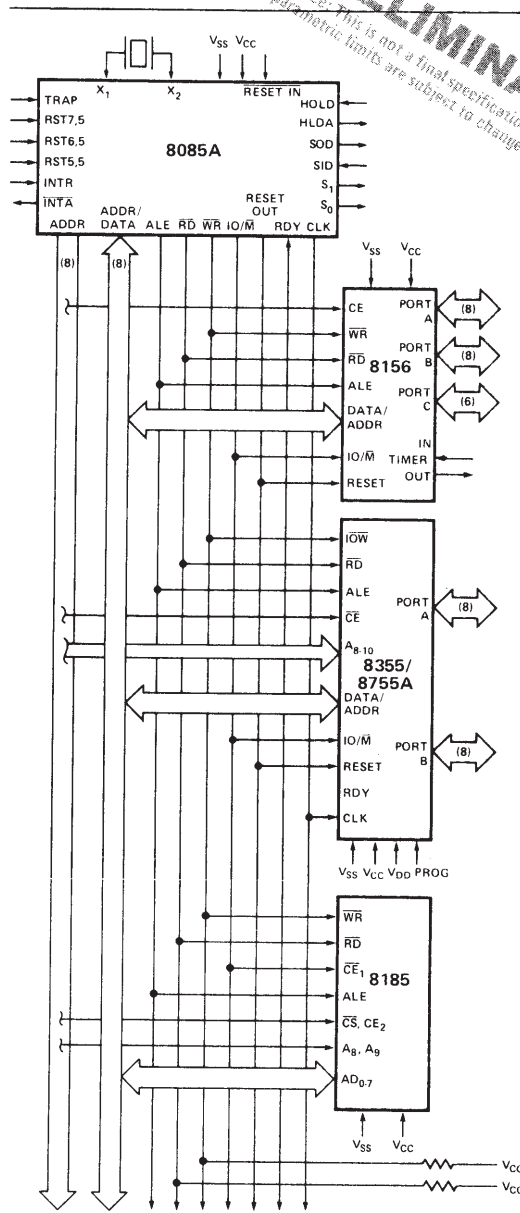 ELIMINA
ce: This is not a final specification
parametric limits are subject to change
VSS VCC
X1 X2 RESET IN
TRAP
RST7,5
RST6,5
RST5,5
INTR
INTA
8085A
HOLD
HLDA
SOD
SID
S1
S0
ADDR
ADDR/
DATA
ALE RD WR IO/M
RESET
OUT
RDY CLK
(8) (8)
VSS VCC
CE
WR
RD
ALE
DATA/
ADDR
IO/M
RESET
8156
PORT
A
(8)
PORT
B
(8)
PORT
C
(6)
IN
TIMER
OUT
IOW
RD
ALE
CE
A8-10
8355/
8755A
DATA/
ADDR
IO/M
RESET
RDY
CLK
PORT
A
(8)
PORT
B
(8)
VSS VCC VDD PROG
WR
RD
CE1
8185
ALE
CS, CE2
A8, A9
AD0-7
VSS VCC
VCC
VCC